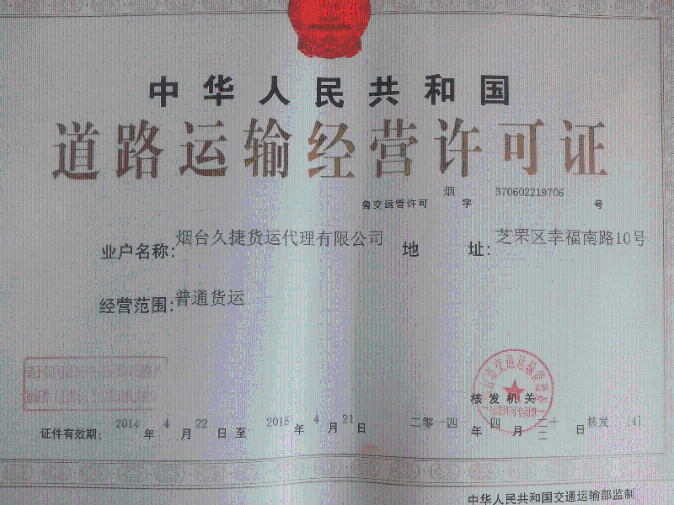 中华人民共和国
道路运输经营许可证
鲁交运管许可 烟 字 370602219706 号
业户名称:烟台久捷货运代理有限公司 地 址:芝罘区幸福南路10号
经营范围:普通货运
核发机关
证件有效期: 2014 年 4 月 22 日 至 2018 年 4 月 21 日
二零一四 年 四 月 二十二 日 核发 [4]
中华人民共和国交通运输部监制